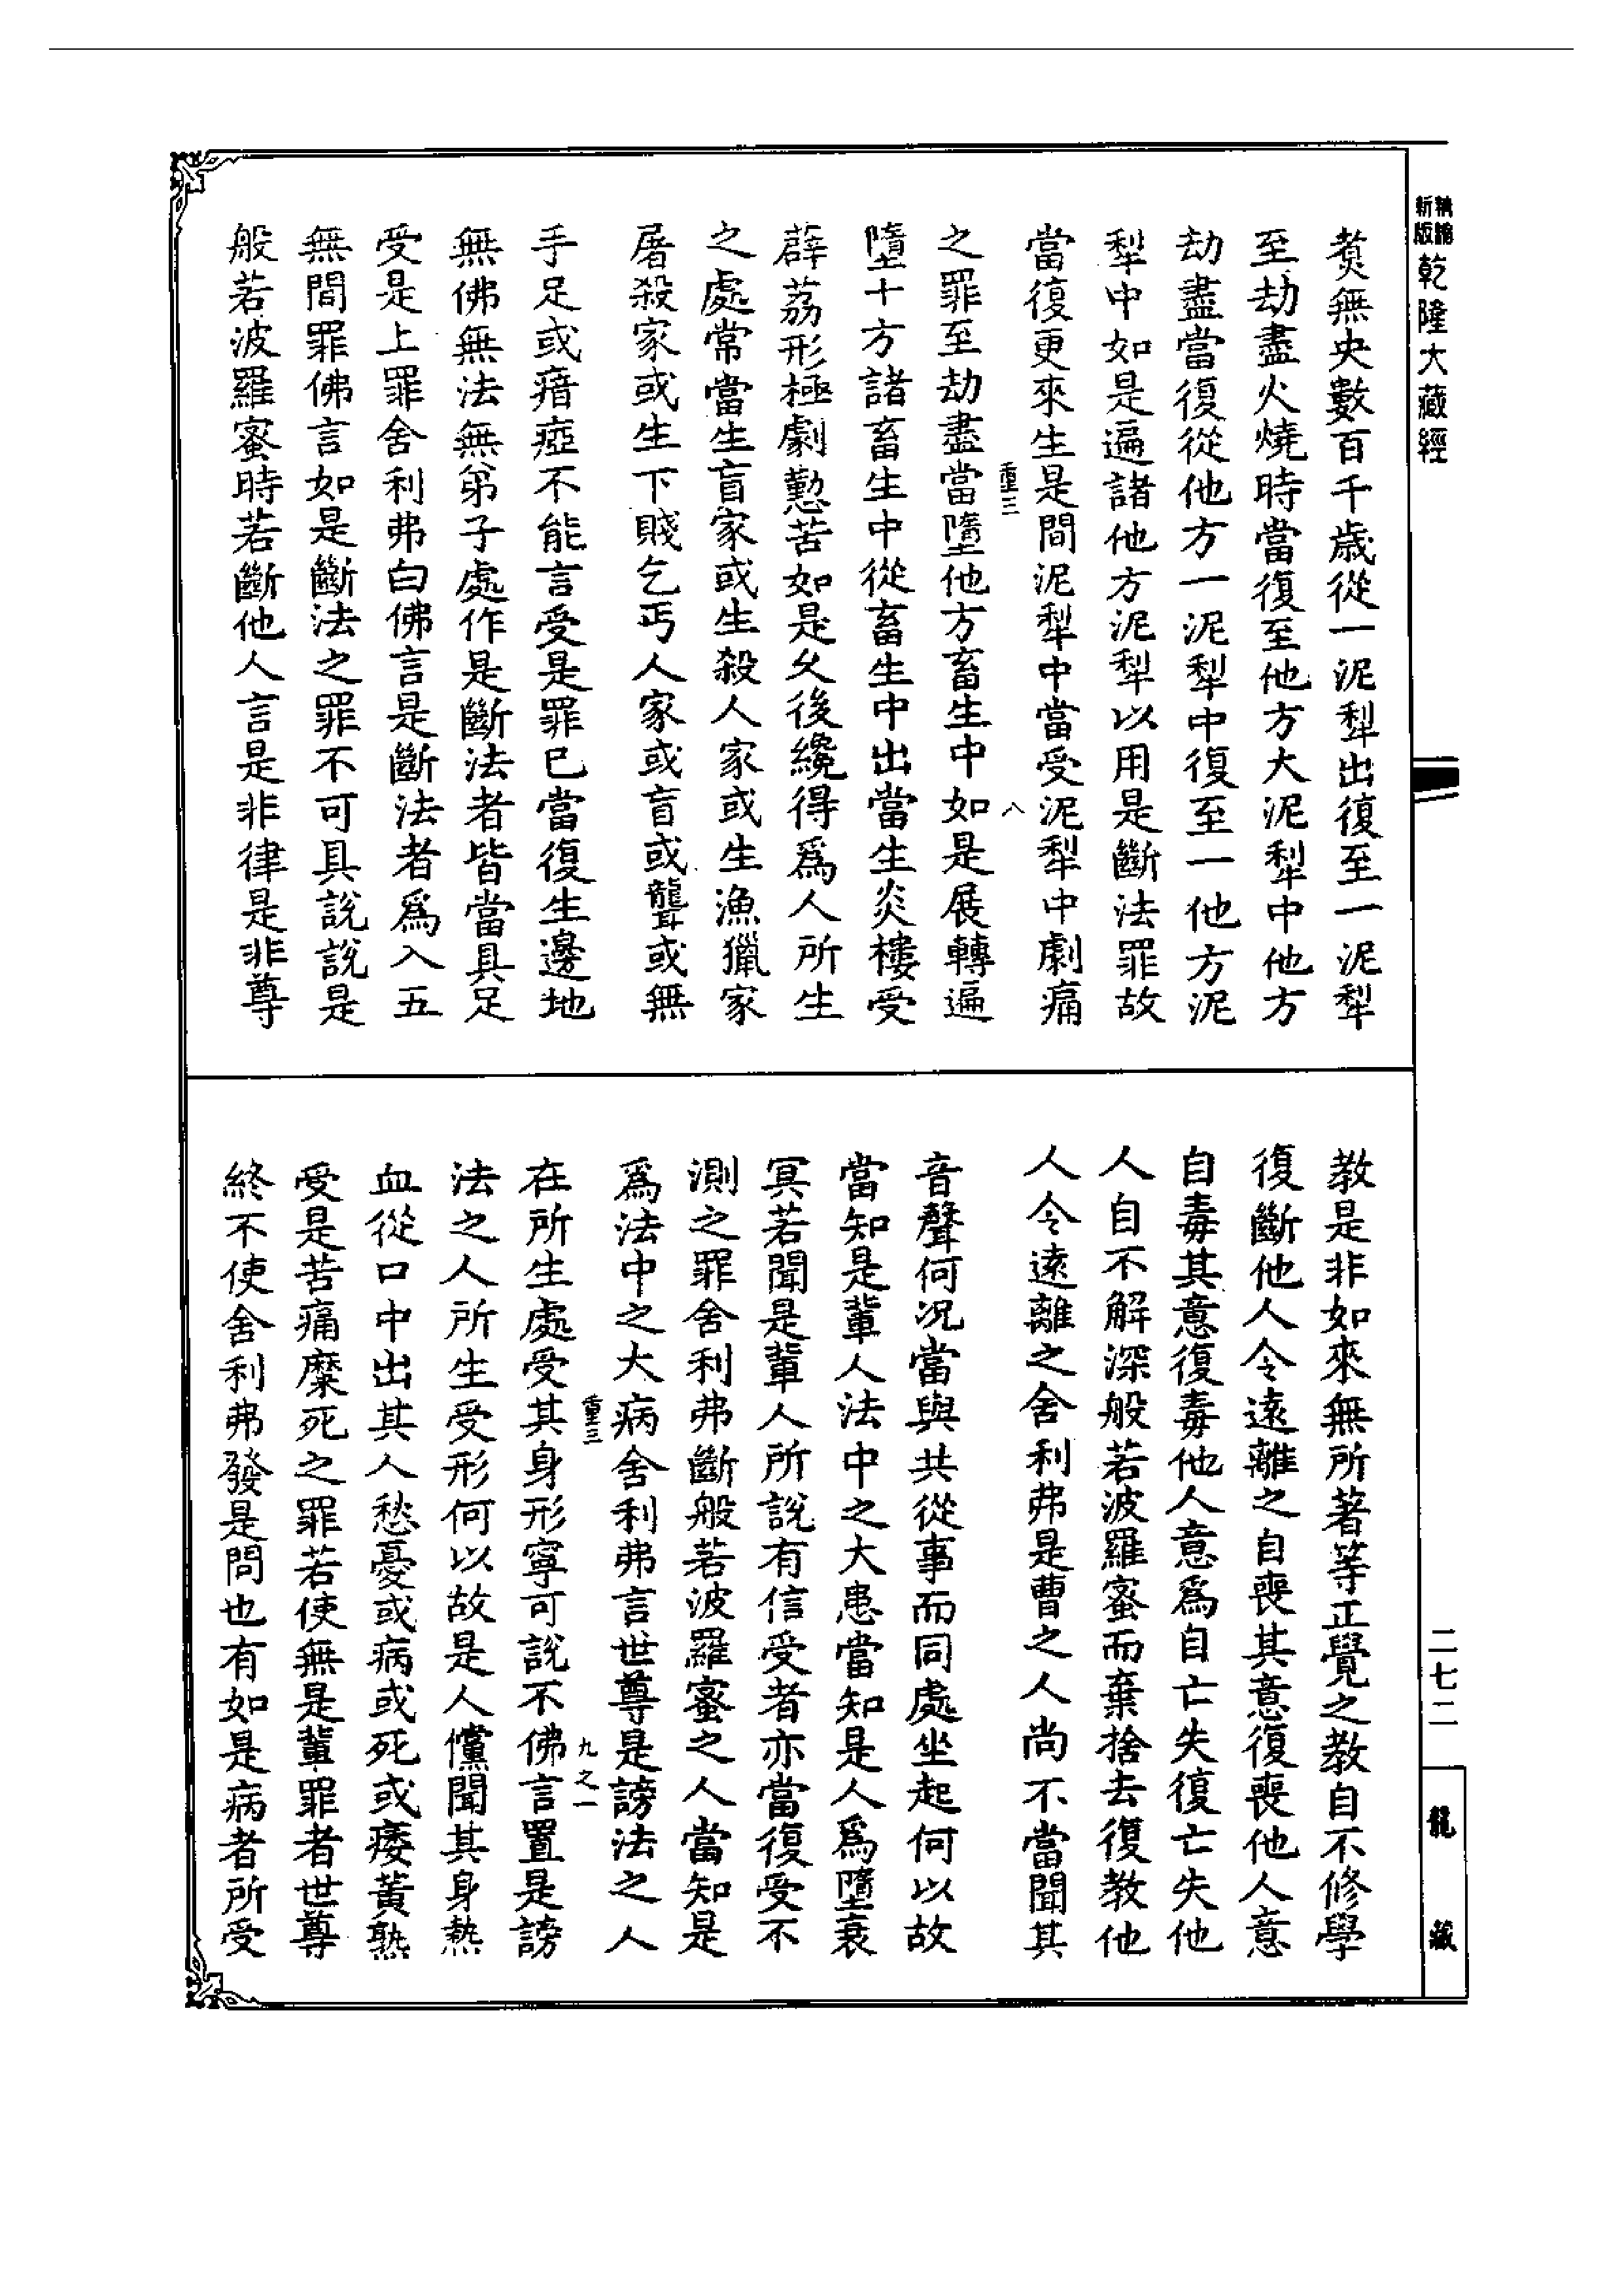 新版
精縮
乾隆大藏經
煑無央數百千歳從一泥犁出復至一泥犁
至劫盡火燒時當復至他方大泥犁中他方
劫盡當復從他方一泥犁中復至一他方泥
犁中如是遍諸他方泥犁以用是斷法罪故
當復更來生是間泥犁中當受泥犁中劇痛
重三
八
之罪至劫盡當墮他方畜生中如是展轉遍
墮十方諸畜生中從畜生中出當生炎樓受
薜荔形極劇懃苦如是久後纔得爲人所生
之處常當生盲家或生殺人家或生漁獵家
屠殺家或生下賤乞丐人家或盲或聾或無
手足或瘖瘂不能言受是罪已當復生邊地
無佛無法無弟子處作是斷法者皆當具足
受是上罪舍利弗白佛言是斷法者爲入五
無間罪佛言如是斷法之罪不可具說說是
般若波羅蜜時若斷他人言是非律是非尊
教是非如來無所著等正覺之教自不修學
復斷他人令遠離之自喪其意復喪他人意
自毒其意復毒他人意爲自亡失復亡失他
人自不解深般若波羅蜜而棄捨去復教他
人令遠離之舍利弗是曹之人尚不當聞其
音聲何况當與共從事而同處坐起何以故
當知是輩人法中之大患當知是人爲墮衰
冥若聞是輩人所說有信受者亦當復受不
測之罪舍利弗斷般若波羅蜜之人當知是
爲法中之大病舍利弗言世尊是謗法之人
重三
九之一
在所生處受其身形寧可說不佛言置是謗
法之人所生受形何以故是人儻聞其身熱
血從口中出其人愁憂或病或死或痿黃熟
受是苦痛糜死之罪若使無是輩罪者世尊
終不使舍利弗發是問也有如是病者所受
二七二
龍藏